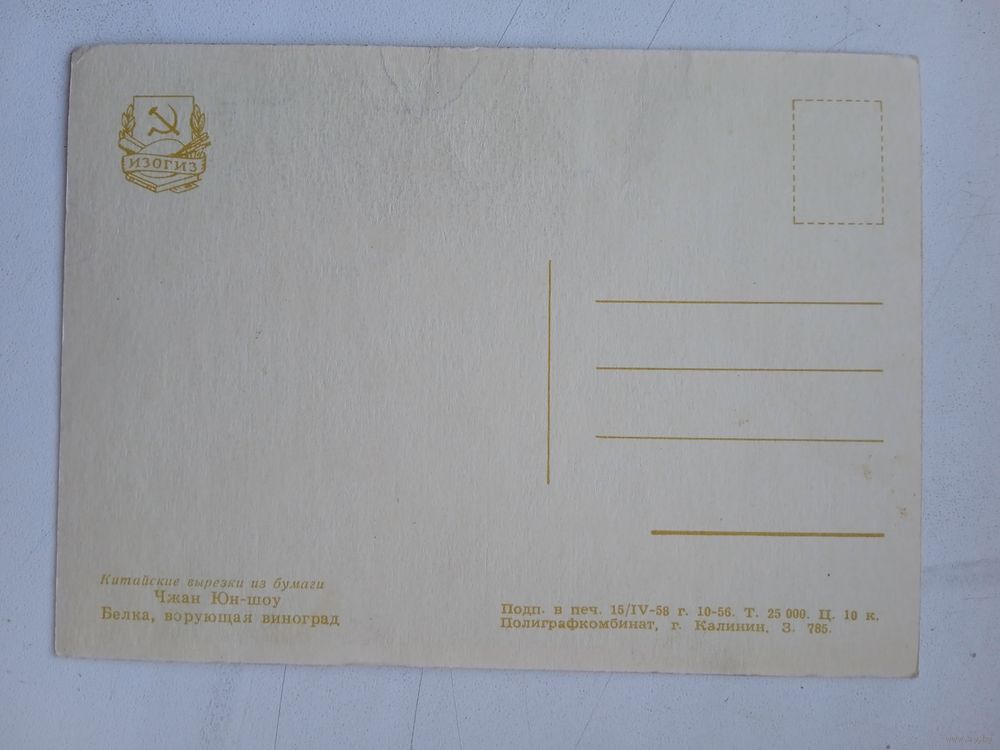 ИЗОГИЗ
Китайские вырезки из бумаги
Чжан Юн-шоу
Белка, ворующая виноград
Подп. в печ. 15/IV-58 г. 10-56. Т. 25 000. Ц. 10 к.
Полиграфкомбинат, г. Калинин. З. 785.